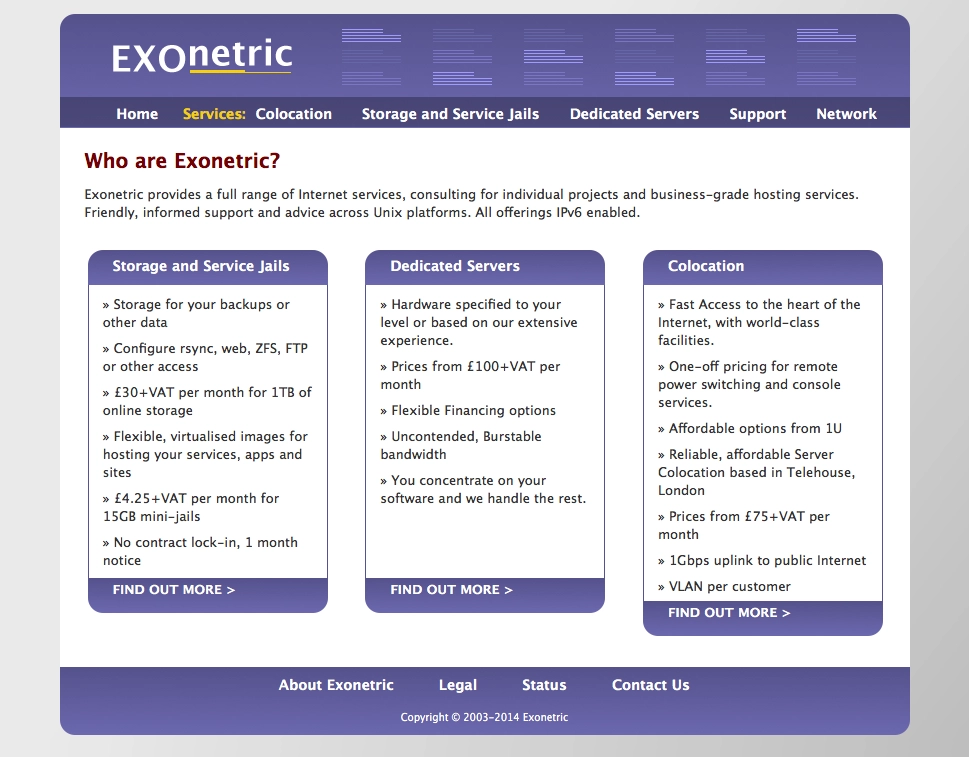 EXOnetric
Home Services: Colocation Storage and Service Jails Dedicated Servers Support Network
Who are Exonetric?
Exonetric provides a full range of Internet services, consulting for individual projects and business-grade hosting services.
Friendly, informed support and advice across Unix platforms. All offerings IPv6 enabled.
Storage and Service Jails
» Storage for your backups or
other data
» Configure rsync, web, ZFS, FTP
or other access
» £30+VAT per month for 1TB of
online storage
» Flexible, virtualised images for
hosting your services, apps and
sites
» £4.25+VAT per month for
15GB mini-jails
» No contract lock-in, 1 month
notice
FIND OUT MORE >
Dedicated Servers
» Hardware specified to your
level or based on our extensive
experience.
» Prices from £100+VAT per
month
» Flexible Financing options
» Uncontended, Burstable
bandwidth
» You concentrate on your
software and we handle the rest.
FIND OUT MORE >
Colocation
» Fast Access to the heart of the
Internet, with world-class
facilities.
» One-off pricing for remote
power switching and console
services.
» Affordable options from 1U
» Reliable, affordable Server
Colocation based in Telehouse,
London
» Prices from £75+VAT per
month
» 1Gbps uplink to public Internet
» VLAN per customer
FIND OUT MORE >
About Exonetric Legal Status Contact Us
Copyright © 2003-2014 Exonetric